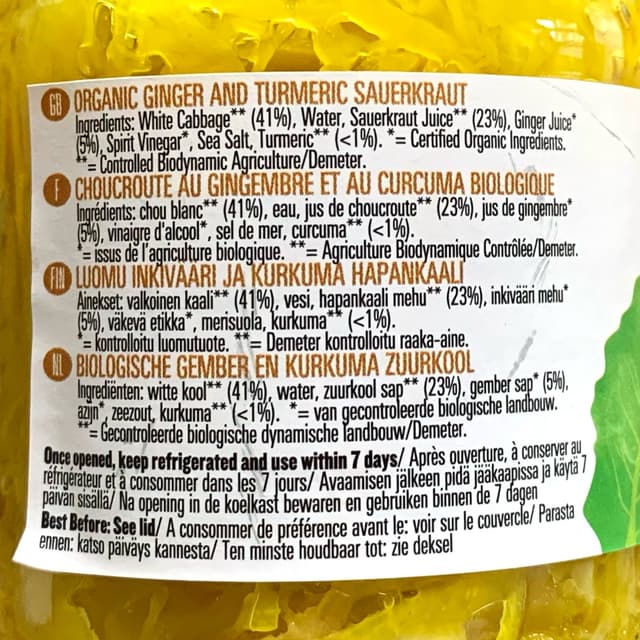 GB ORGANIC GINGER AND TURMERIC SAUERKRAUT
Ingredients: White Cabbage** (41%), Water, Sauerkraut Juice** (23%), Ginger Juice*
(5%), Spirit Vinegar*, Sea Salt, Turmeric** (<1%). *= Certified Organic Ingredients.
**= Controlled Biodynamic Agriculture/Demeter.
F CHOUCROUTE AU GINGEMBRE ET AU CURCUMA BIOLOGIQUE
Ingrédients: chou blanc** (41%), eau, jus de choucroute** (23%), jus de gingembre*
(5%), vinaigre d'alcool*, sel de mer, curcuma** (<1%).
*= issus de l'agriculture biologique. **= Agriculture Biodynamique Contrôlée/Demeter.
FIN LUOMU INKIVÄÄRI JA KURKUMA HAPANKAALI
Ainekset: valkoinen kaali** (41%), vesi, hapankaali mehu** (23%), inkivääri mehu*
(5%), väkevä etikka*, merisuola, kurkuma** (<1%).
*= kontrolloitu luomutuote. **= Demeter kontrolloitu raaka-aine.
NL BIOLOGISCHE GEMBER EN KURKUMA ZUURKOOL
Ingrediënten: witte kool** (41%), water, zuurkool sap** (23%), gember sap* (5%),
azijn*, zeezout, kurkuma** (<1%). *= van gecontroleerde biologische landbouw.
**= Gecontroleerde biologische dynamische landbouw/Demeter.
Once opened, keep refrigerated and use within 7 days/ Après ouverture, à conserver au
réfrigerateur et à consommer dans les 7 jours/ Avaamisen jälkeen pidä jääkaapissa ja käytä 7
päivän sisällä/ Na opening in de koelkast bewaren en gebruiken binnen de 7 dagen
Best Before: See lid/ A consommer de préférence avant le: voir sur le couvercle/ Parasta
ennen: katso päiväys kannesta/ Ten minste houdbaar tot: zie deksel